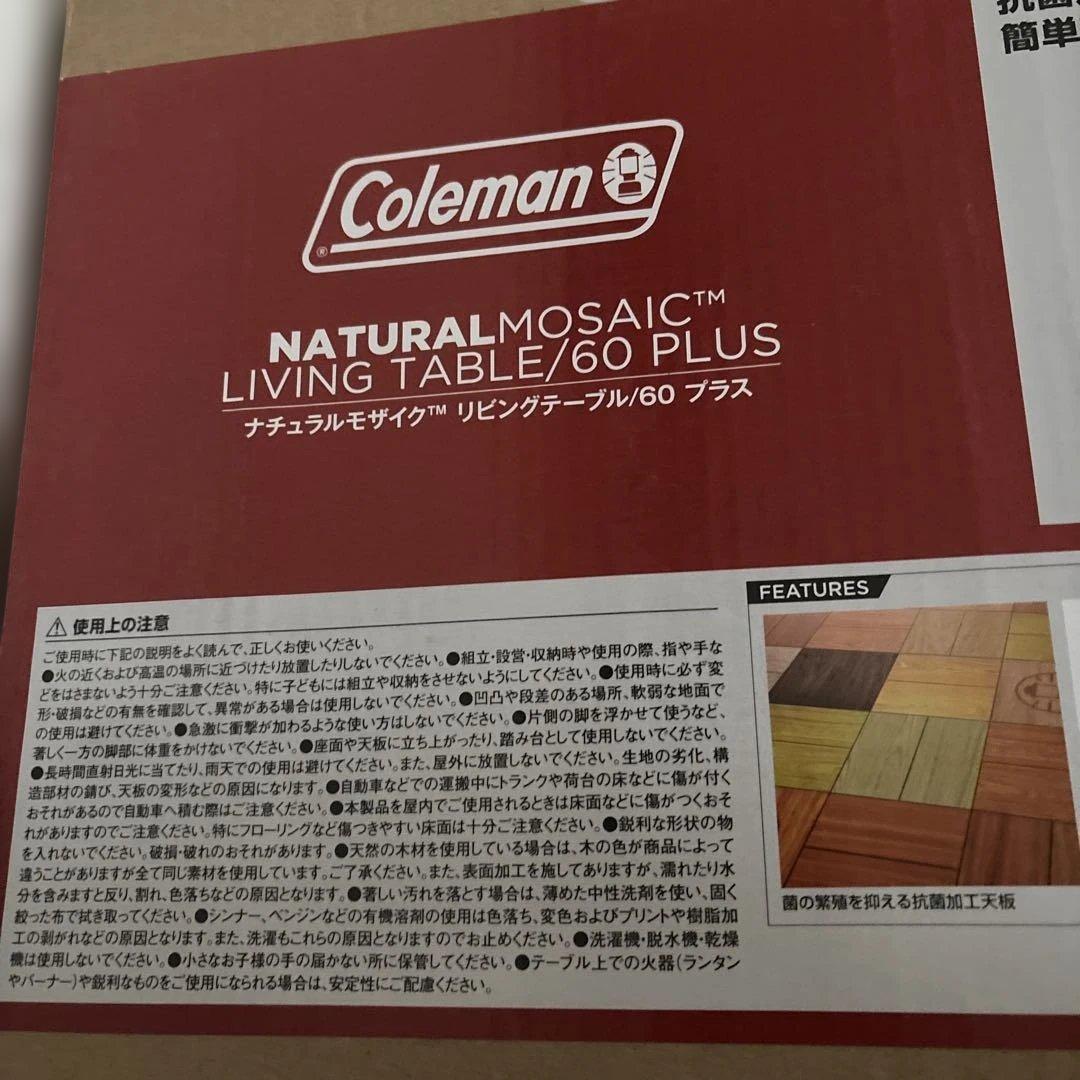 簡単
Coleman
®
NATURALMOSAIC™
LIVING TABLE/60 PLUS
ナチュラルモザイク™ リビングテーブル/60 プラス
⚠ 使用上の注意
ご使用時に下記の説明をよく読んで、正しくお使いください。
●火の近くおよび高温の場所に近づけたり放置したりしないでください。●組立・設営・収納時や使用の際、指や手な
どをはさまないよう十分ご注意ください。特に子どもには組立や収納をさせないようにしてください。●使用時に必ず変
形・破損などの有無を確認して、異常がある場合は使用しないでください。●凹凸や段差のある場所、軟弱な地面で
の使用は避けてください。●急激に衝撃が加わるような使い方はしないでください。●片側の脚を浮かせて使うなど、
著しく一方の脚部に体重をかけないでください。●座面や天板に立ち上がったり、踏み台として使用しないでください。
●長時間直射日光に当てたり、雨天での使用は避けてください。また、屋外に放置しないでください。生地の劣化、構
造部材の錆び、天板の変形などの原因になります。●自動車などでの運搬中にトランクや荷台の床などに傷が付く
おそれがあるので自動車へ積む際はご注意ください。●本製品を屋内でご使用されるときは床面などに傷がつくおそ
れがありますのでご注意ください。特にフローリングなど傷つきやすい床面は十分ご注意ください。●鋭利な形状の物
を入れないでください。破損・破れのおそれがあります。●天然の木材を使用している場合は、木の色が商品によって
違うことがありますが全て同じ素材を使用しています。ご了承ください。また、表面加工を施してありますが、濡れたり水
分を含みますと反り、割れ、色落ちなどの原因となります。●著しい汚れを落とす場合は、薄めた中性洗剤を使い、固く
絞った布で拭き取ってください。●シンナー、ベンジンなどの有機溶剤の使用は色落ち、変色およびプリントや樹脂加
工の剥がれなどの原因となります。また、洗濯もこれらの原因となりますのでお止めください。●洗濯機・脱水機・乾燥
機は使用しないでください。●小さなお子様の手の届かない所に保管してください。●テーブル上での火器(ランタン
やバーナー)や鋭利なものをご使用になられる場合は、安定性にご配慮ください。
FEATURES
菌の繁殖を抑える抗菌加工天板